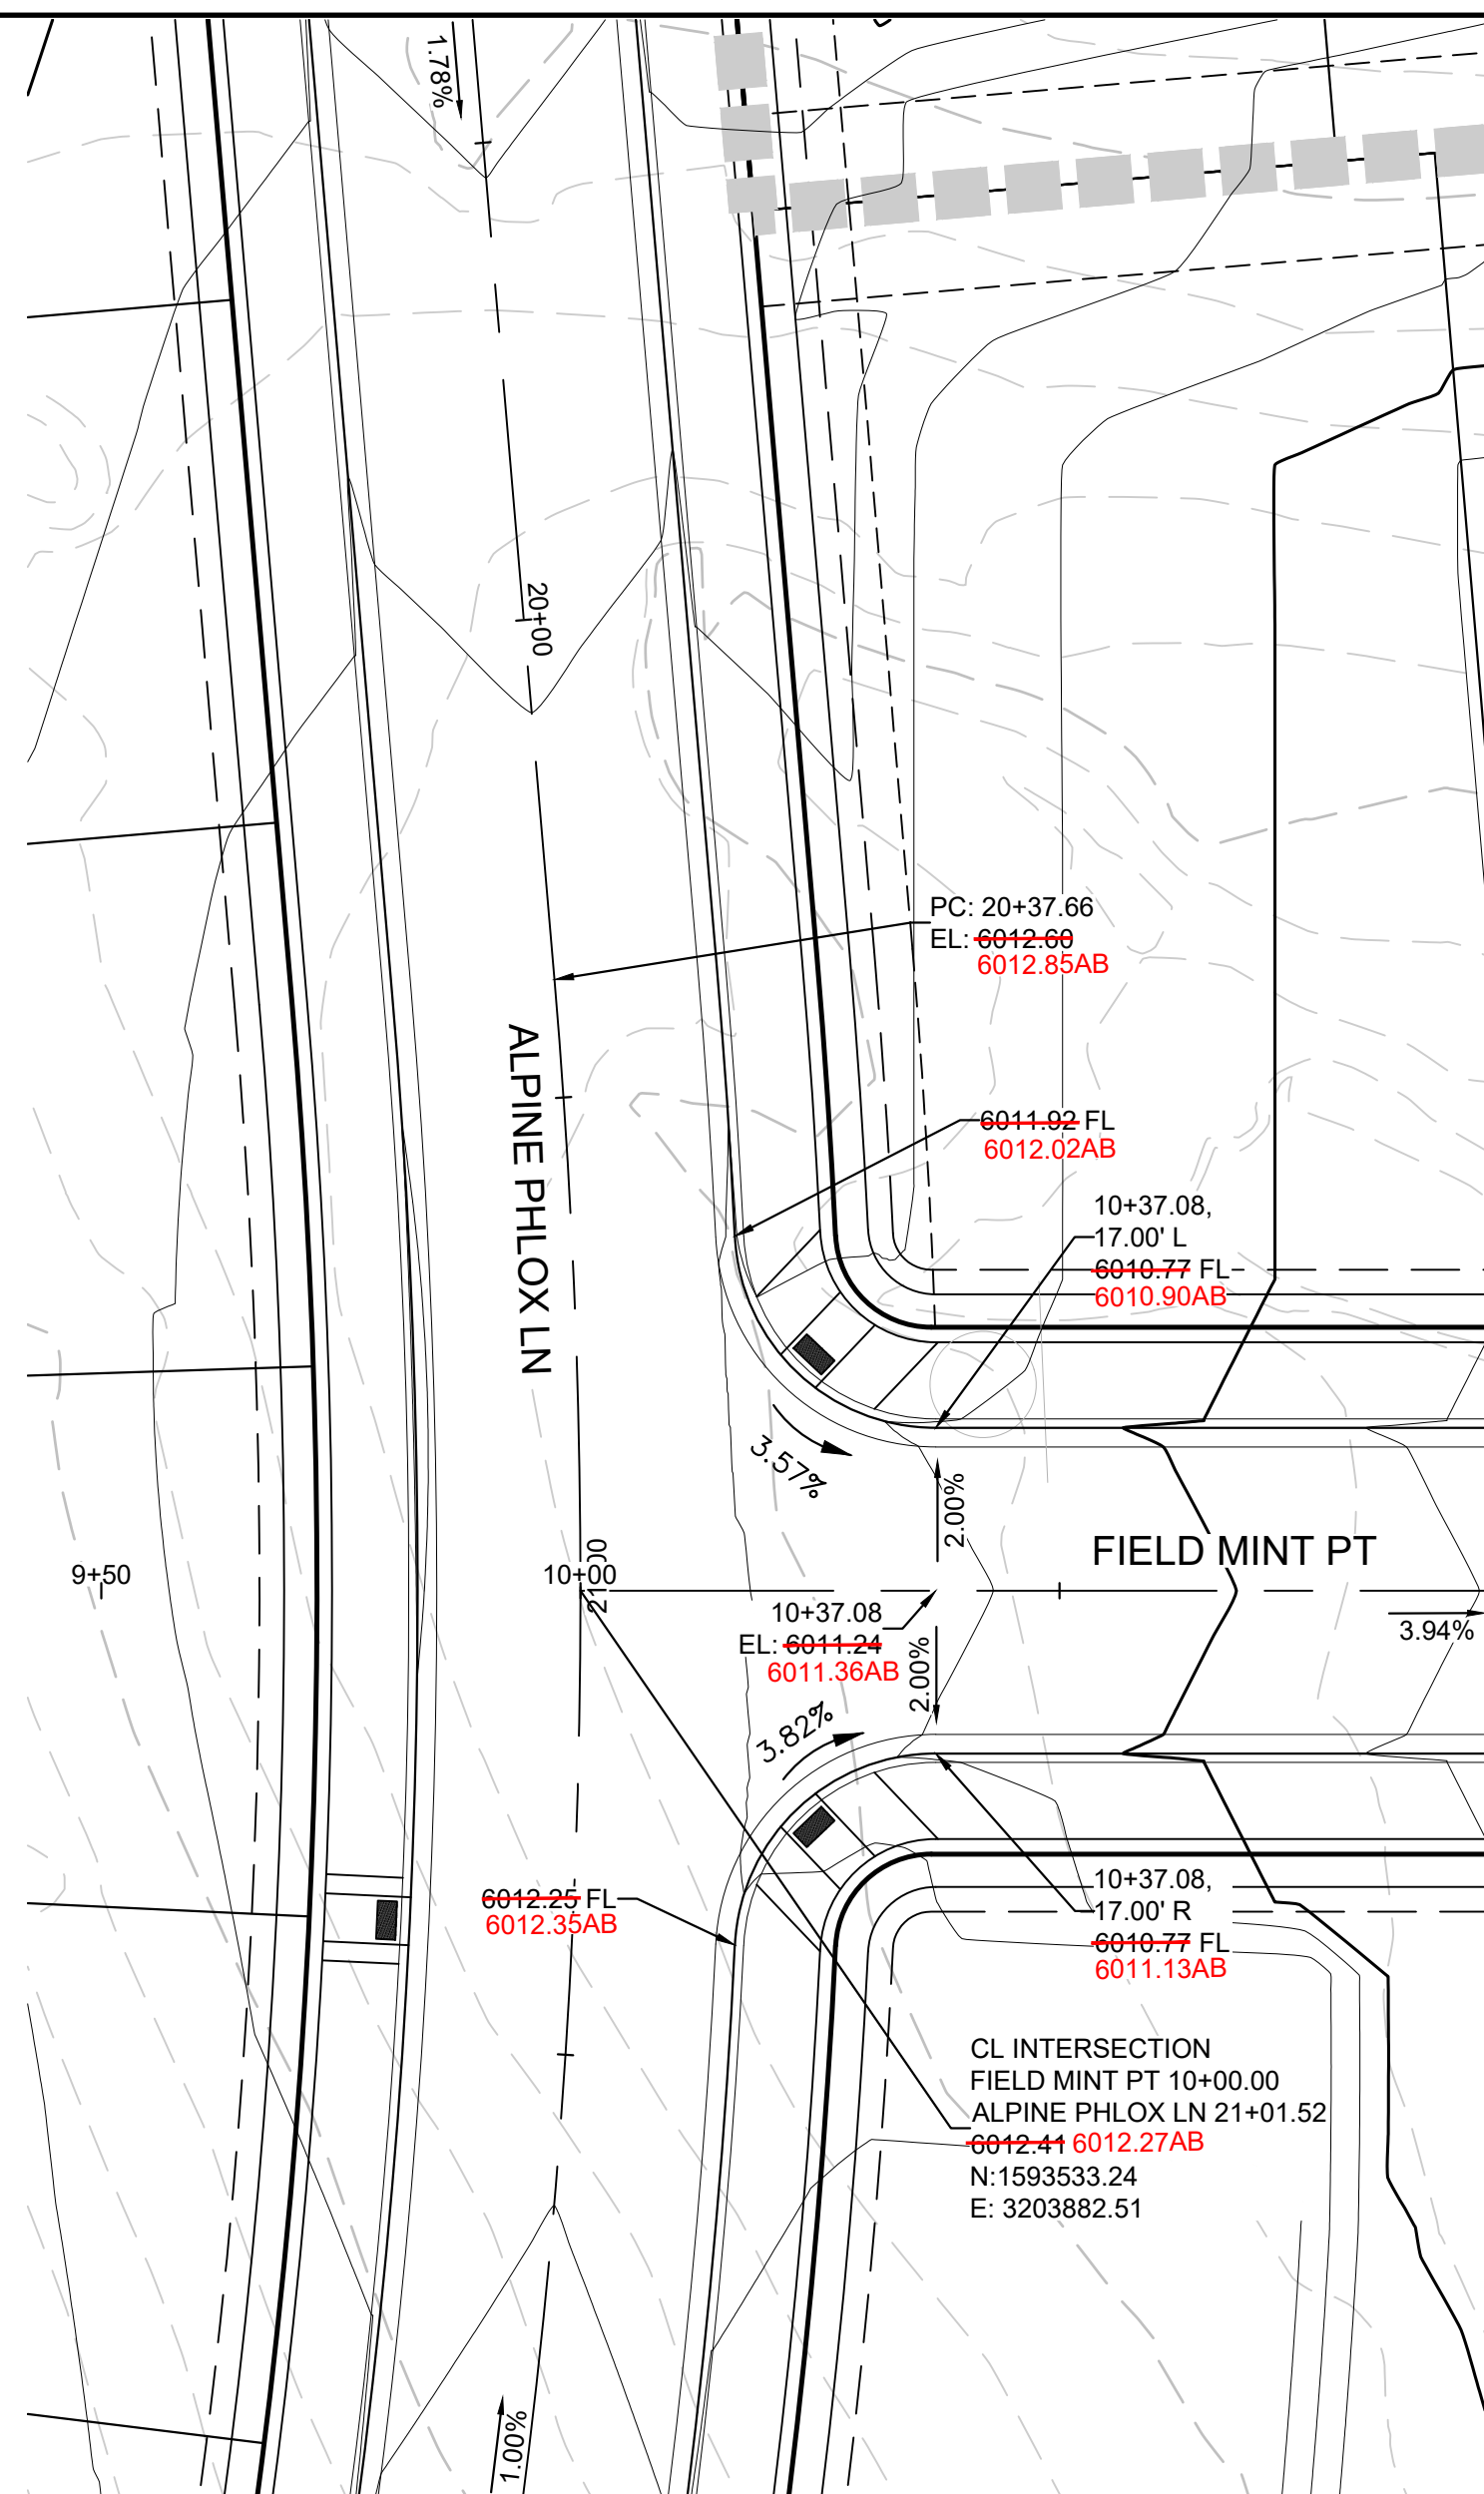 1.78%
20+00
PC: 20+37.66
EL: 6012.60
6012.85AB
ALPINE PHLOX LN
6011.92 FL
6012.02AB
10+37.08,
17.00' L
6010.77 FL
6010.90AB
3.57%
2.00%
FIELD MINT PT
9+50
10+00
21+00
10+37.08
EL: 6011.24
6011.36AB
2.00%
3.94%
3.82%
6012.25 FL
6012.35AB
10+37.08,
17.00' R
6010.77 FL
6011.13AB
CL INTERSECTION
FIELD MINT PT 10+00.00
ALPINE PHLOX LN 21+01.52
6012.41 6012.27AB
N:1593533.24
E: 3203882.51
1.00%